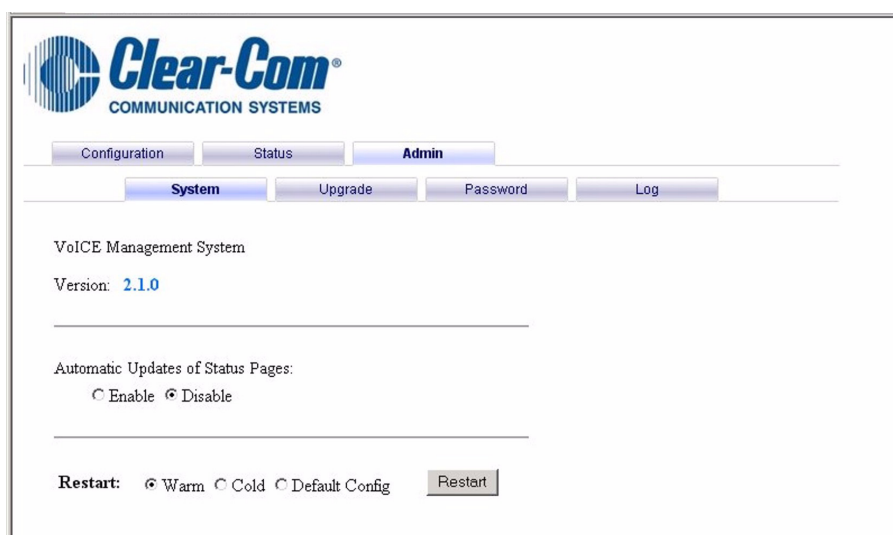 Clear-Com®
COMMUNICATION SYSTEMS
Configuration Status Admin
System Upgrade Password Log
VoICE Management System
Version: 2.1.0
Automatic Updates of Status Pages:
Enable Disable
Restart: Warm Cold Default Config Restart